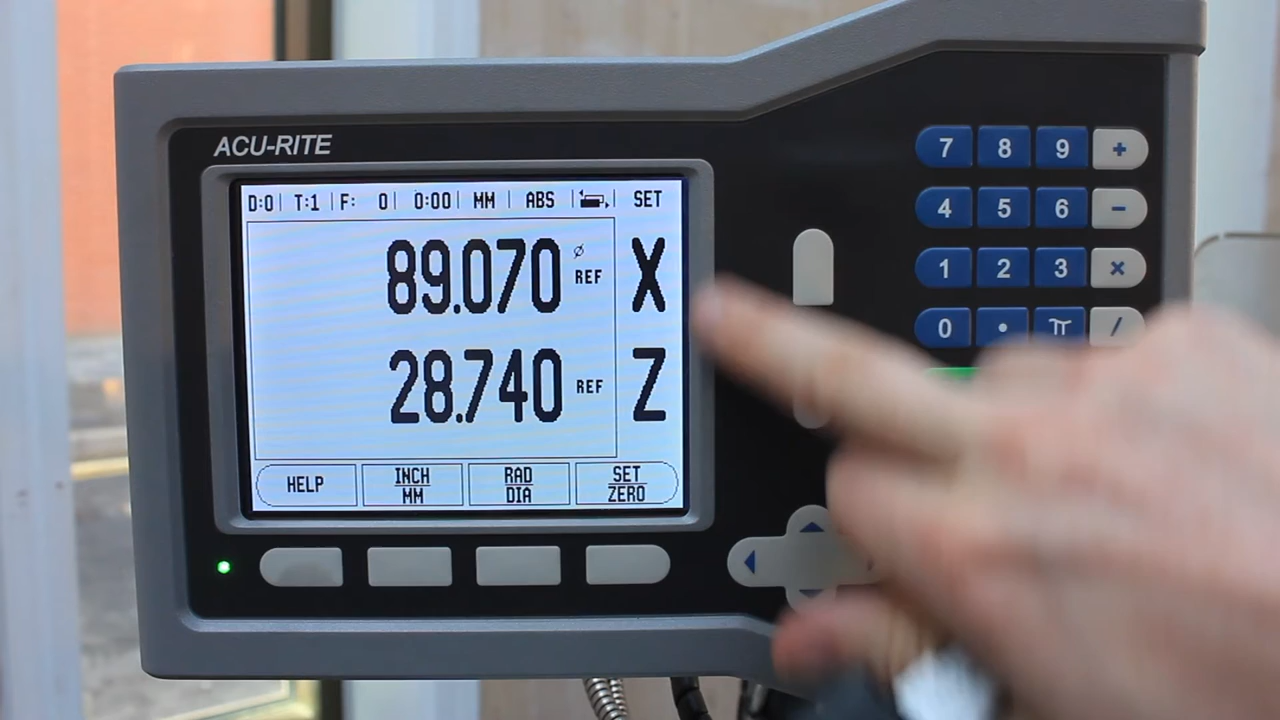 ACU-RITE
D:0 T:1 F: 0 0:00 MM ABS SET
89.070 Ø REF X
28.740 REF Z
HELP
INCH
MM
RAD
DIA
SET
ZERO
7 8 9 +
4 5 6 -
1 2 3 ×
0 . π /